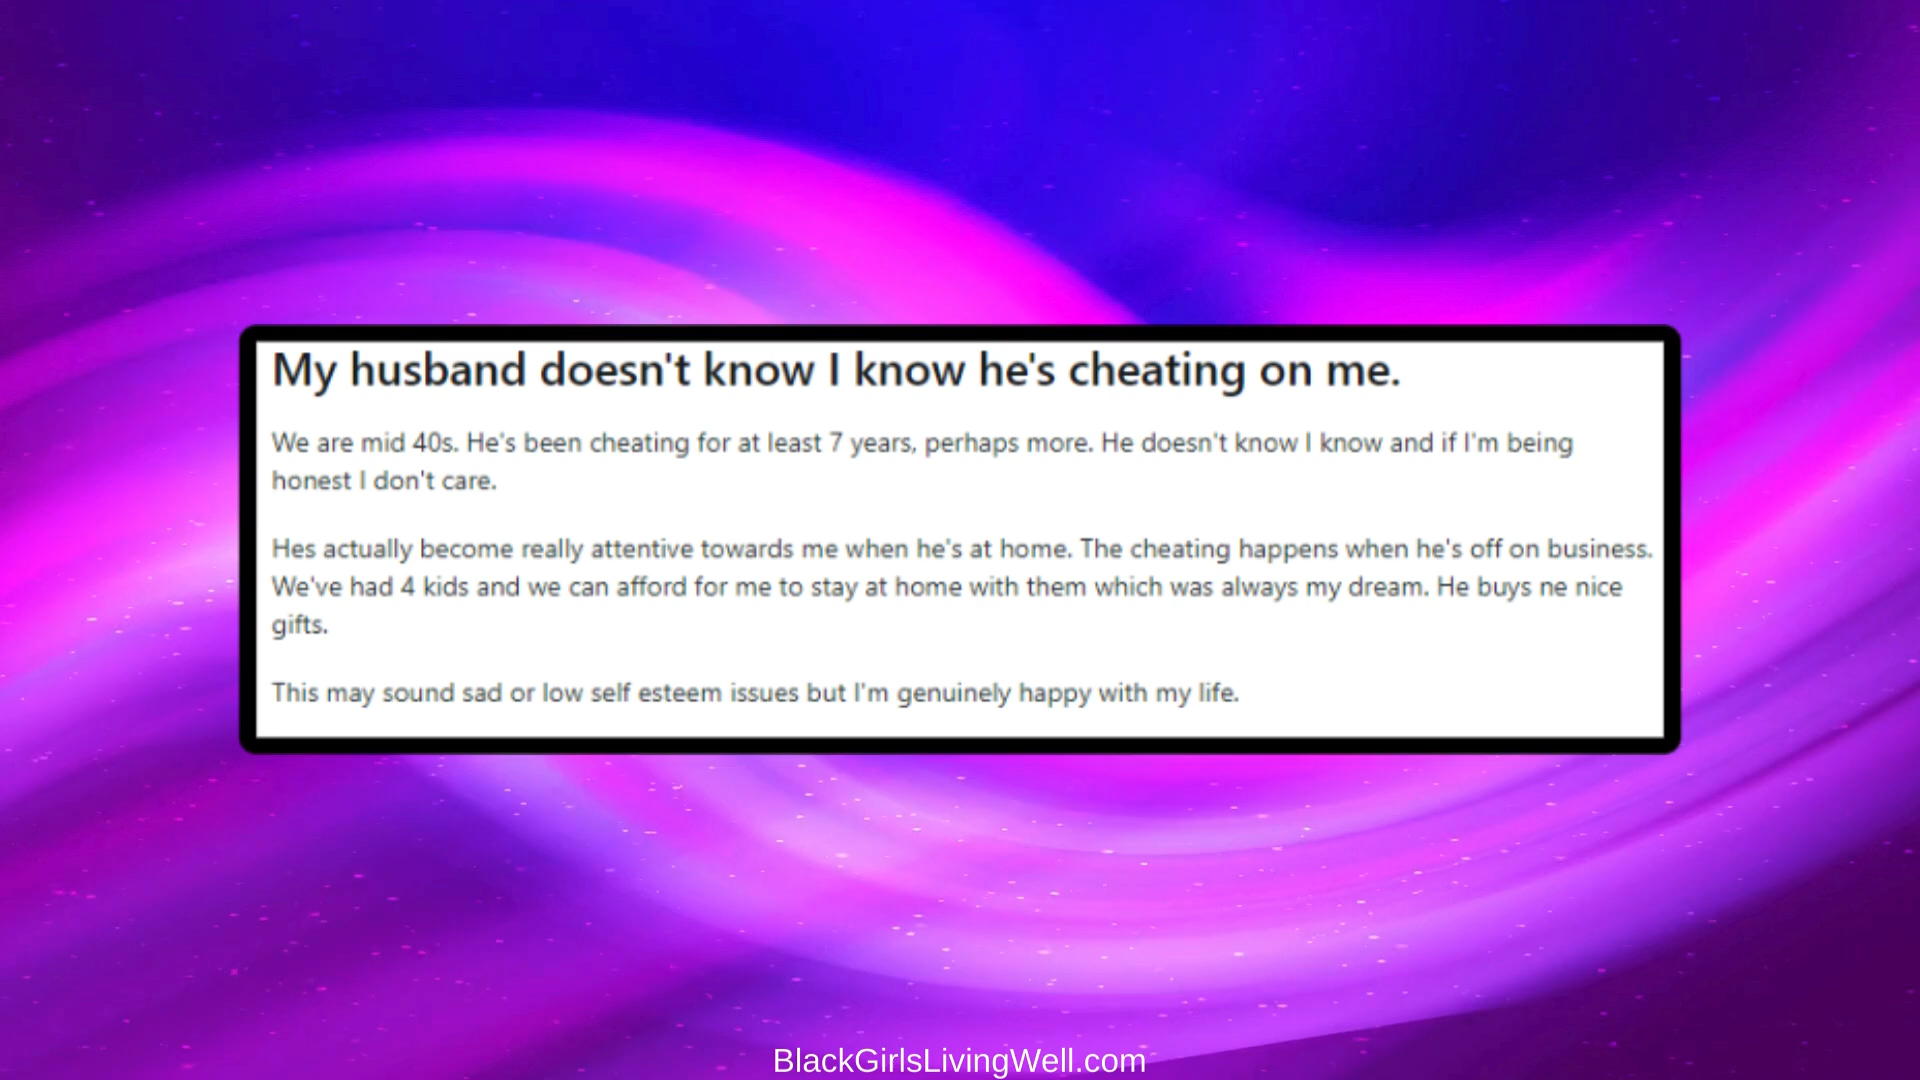 My husband doesn't know I know he's cheating on me.
We are mid 40s. He's been cheating for at least 7 years, perhaps more. He doesn't know I know and if I'm being
honest I don't care.
Hes actually become really attentive towards me when he's at home. The cheating happens when he's off on business.
We've had 4 kids and we can afford for me to stay at home with them which was always my dream. He buys ne nice
gifts.
This may sound sad or low self esteem issues but I'm genuinely happy with my life.
BlackGirlsLivingWell.com